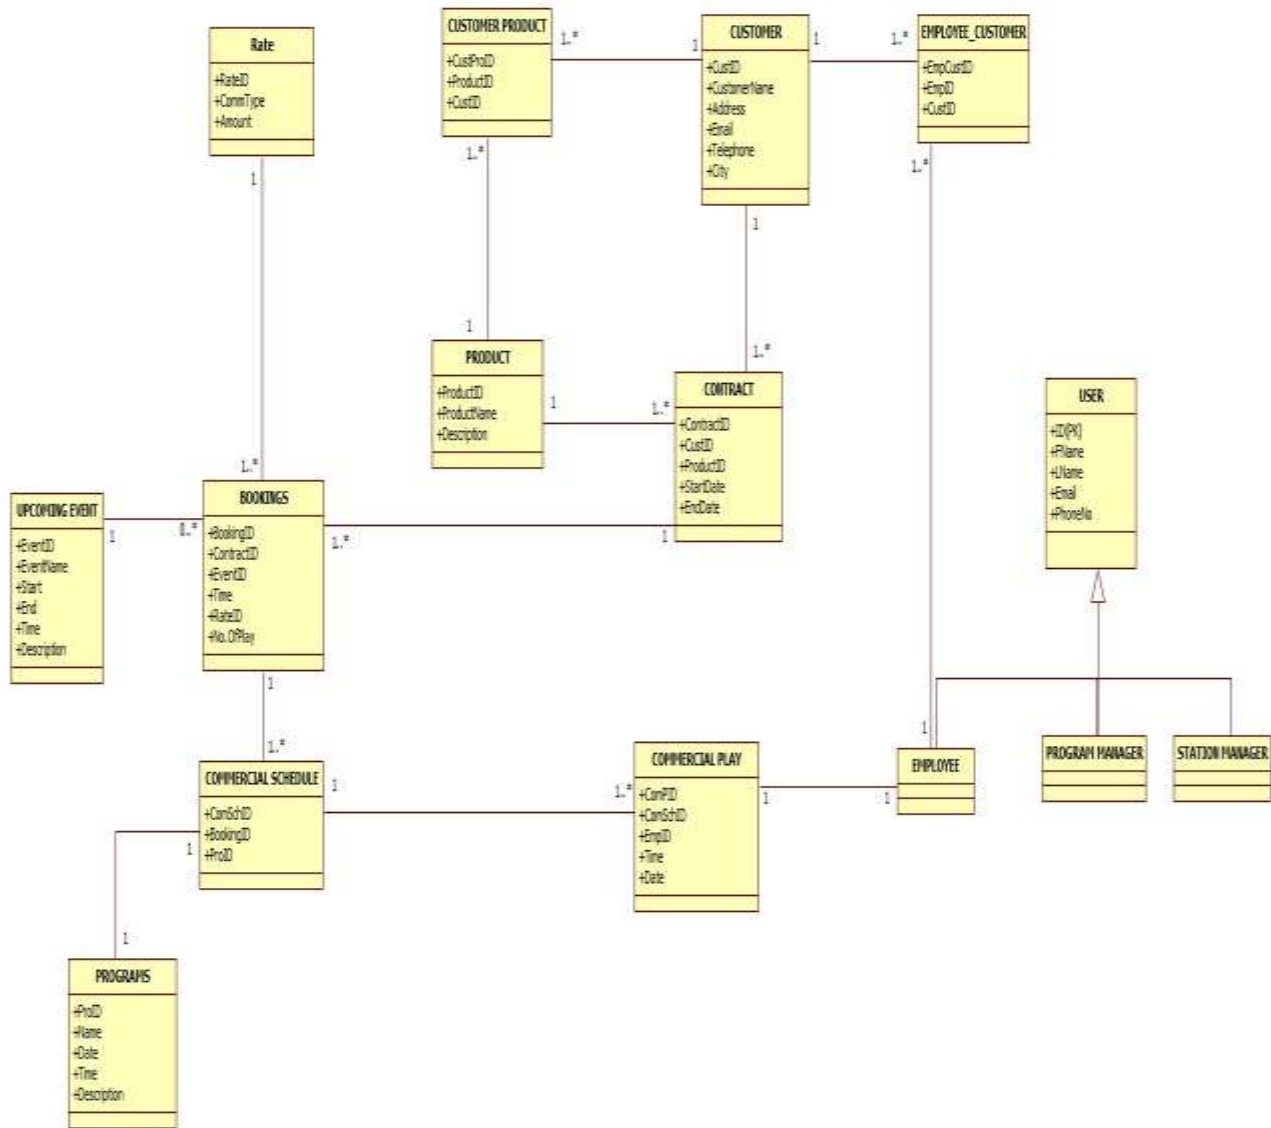 Rate
+RateID
+CommType
+Amount
1
1..*
CUSTOMER PRODUCT
+CustProID
+ProductID
+CustID
1..*
1
1..*
1
CUSTOMER
+CustID
+CustomerName
+Address
+Email
+Telephone
+City
1
1..*
1
1..*
EMPLOYEE_CUSTOMER
+EmpCustID
+EmpID
+CustID
1..*
1
PRODUCT
+ProductID
+ProductName
+Description
1
1..*
CONTRACT
+ContractID
+CustID
+ProductID
+StartDate
+EndDate
1
USER
+ID(PK)
+FName
+LName
+Email
+PhoneNo
UPCOMING EVENT
+EventID
+EventName
+Start
+End
+Time
+Description
1
0..*
BOOKINGS
+BookingID
+ContractID
+EventID
+Time
+RateID
+No.OfPlay
1..*
1
1..*
COMMERCIAL SCHEDULE
+ComSchID
+BookingID
+ProID
1
1..*
COMMERCIAL PLAY
+ComPID
+ComSchID
+EmpID
+Time
+Date
1
1
EMPLOYEE
PROGRAM MANAGER
STATION MANAGER
1
1
PROGRAMS
+ProID
+Name
+Date
+Time
+Description